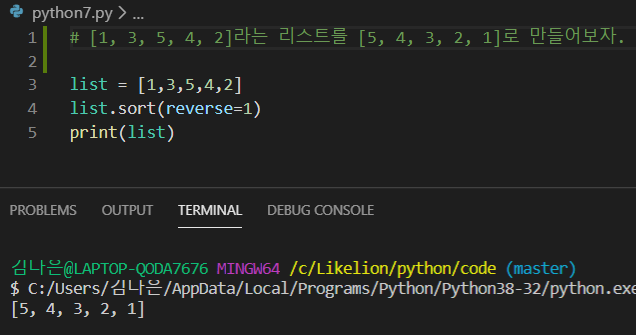 python7.py > ...
1 # [1, 3, 5, 4, 2]라는 리스트를 [5, 4, 3, 2, 1]로 만들어보자.
2
3 list = [1,3,5,4,2]
4 list.sort(reverse=1)
5 print(list)
PROBLEMS OUTPUT TERMINAL DEBUG CONSOLE
김나은@LAPTOP-QODA7676 MINGW64 /c/Likelion/python/code (master)
$ C:/Users/김나은/AppData/Local/Programs/Python/Python38-32/python.exe
[5, 4, 3, 2, 1]